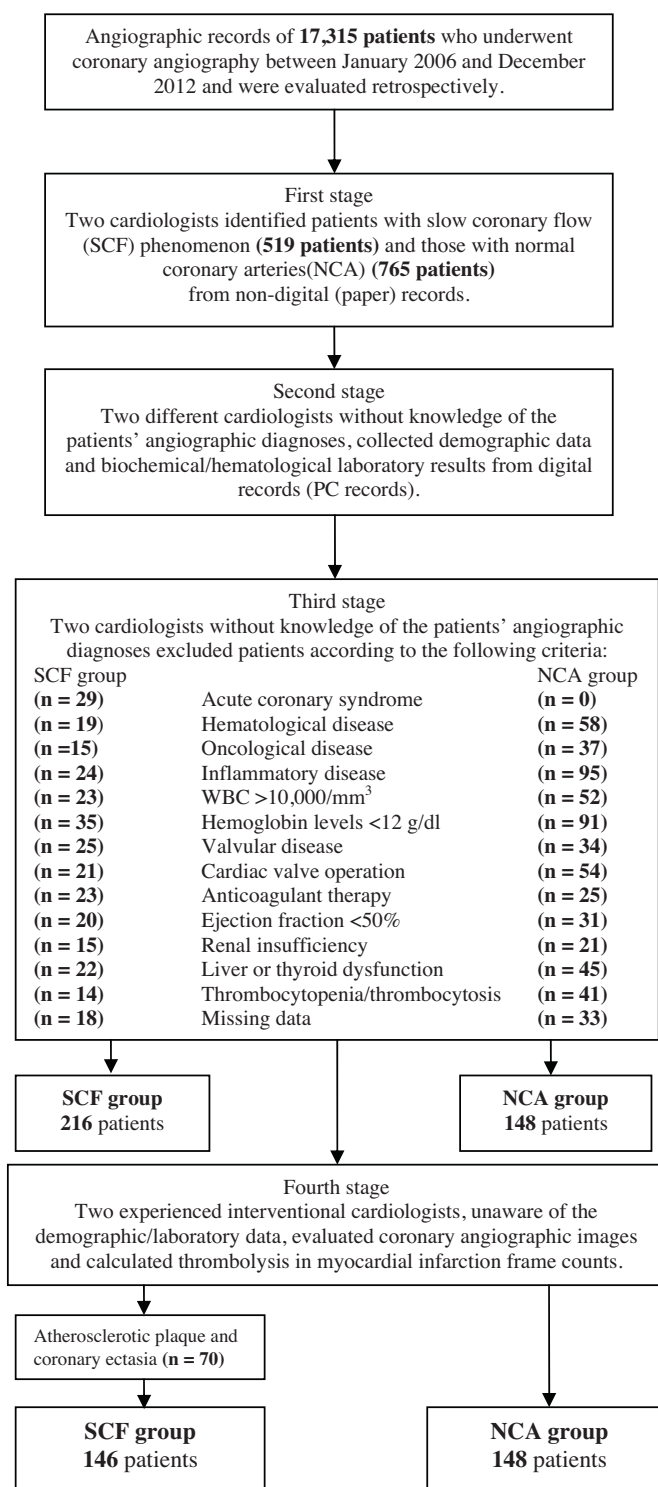 Angiographic records of 17,315 patients who underwent
coronary angiography between January 2006 and December
2012 and were evaluated retrospectively.
First stage
Two cardiologists identified patients with slow coronary flow
(SCF) phenomenon (519 patients) and those with normal
coronary arteries(NCA) (765 patients)
from non-digital (paper) records.
Second stage
Two different cardiologists without knowledge of the
patients' angiographic diagnoses, collected demographic data
and biochemical/hematological laboratory results from digital
records (PC records).
Third stage
Two cardiologists without knowledge of the patients' angiographic
diagnoses excluded patients according to the following criteria:
SCF group NCA group
(n = 29) Acute coronary syndrome (n = 0)
(n = 19) Hematological disease (n = 58)
(n =15) Oncological disease (n = 37)
(n = 24) Inflammatory disease (n = 95)
(n = 23) WBC >10,000/mm³ (n = 52)
(n = 35) Hemoglobin levels <12 g/dl (n = 91)
(n = 25) Valvular disease (n = 34)
(n = 21) Cardiac valve operation (n = 54)
(n = 23) Anticoagulant therapy (n = 25)
(n = 20) Ejection fraction <50% (n = 31)
(n = 15) Renal insufficiency (n = 21)
(n = 22) Liver or thyroid dysfunction (n = 45)
(n = 14) Thrombocytopenia/thrombocytosis (n = 41)
(n = 18) Missing data (n = 33)
SCF group NCA group
216 patients 148 patients
Fourth stage
Two experienced interventional cardiologists, unaware of the
demographic/laboratory data, evaluated coronary angiographic images
and calculated thrombolysis in myocardial infarction frame counts.
Atherosclerotic plaque and
coronary ectasia (n = 70)
SCF group NCA group
146 patients 148 patients